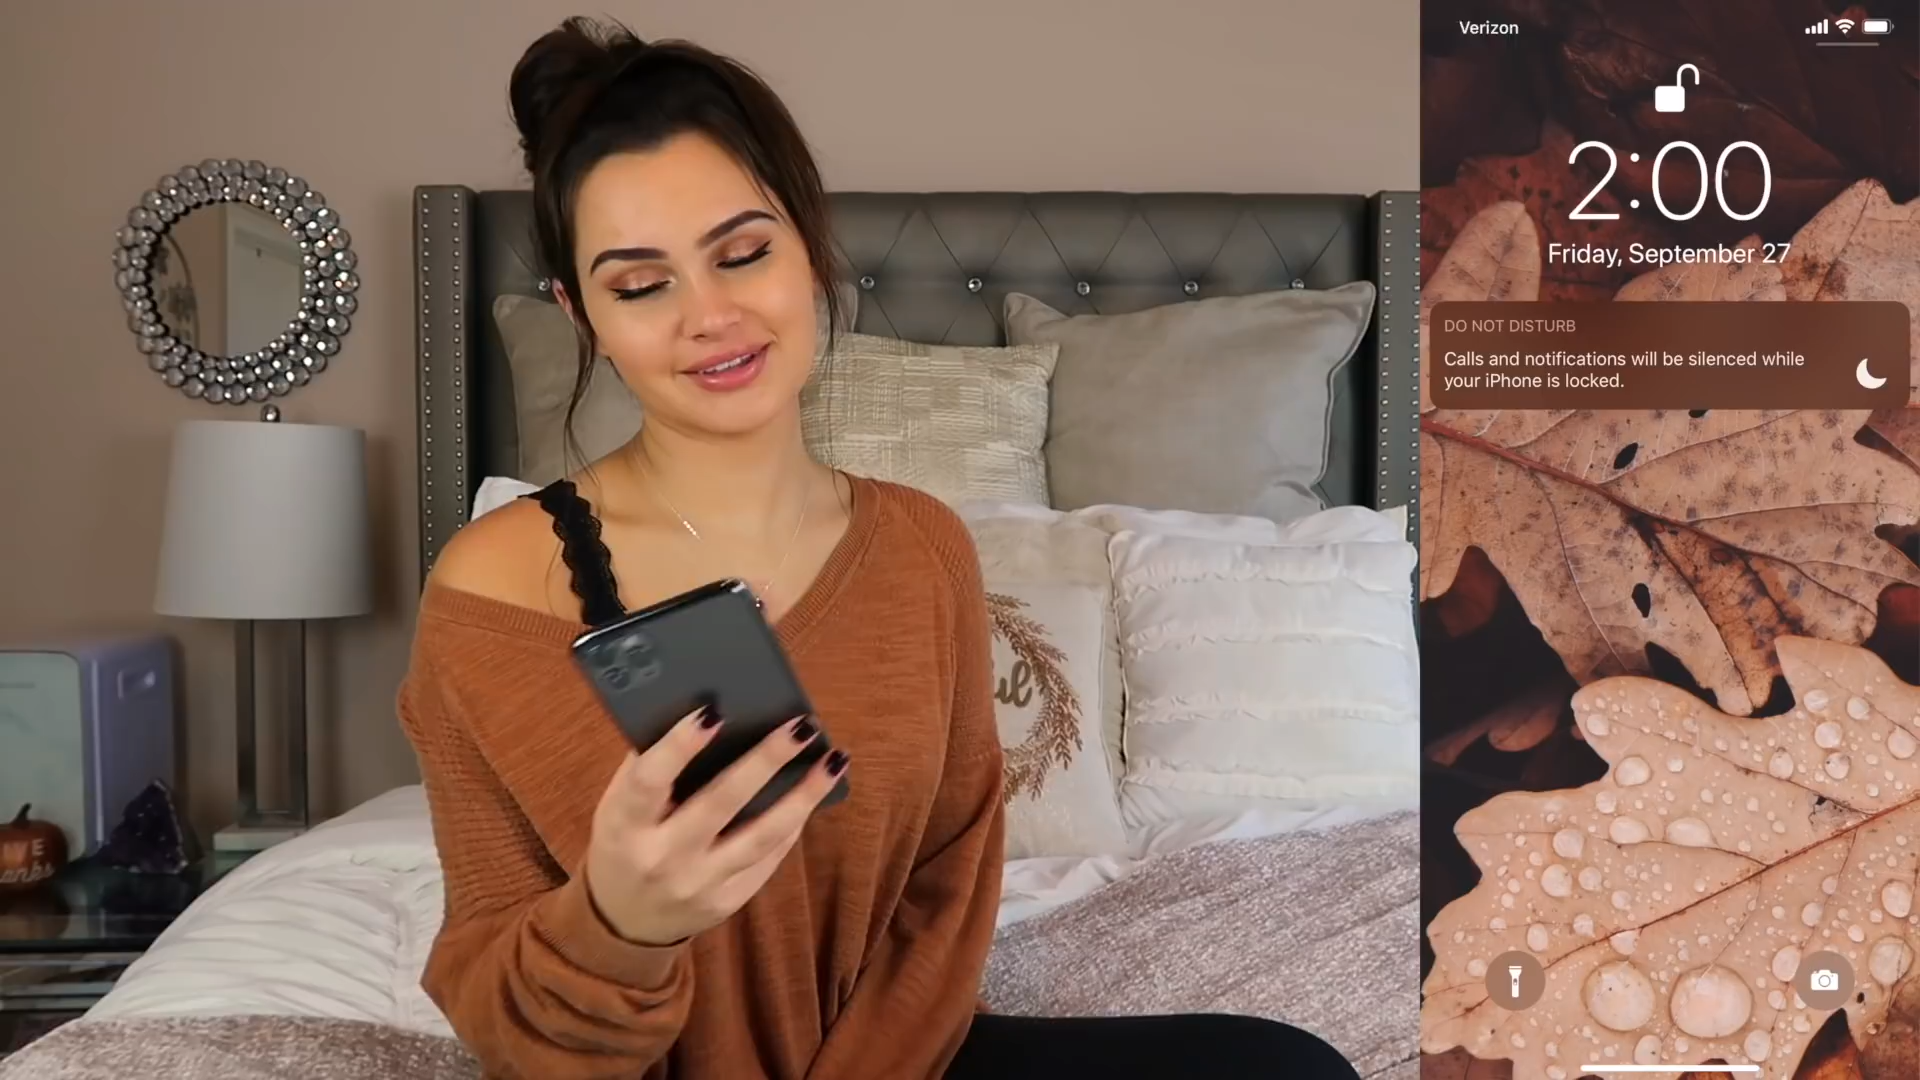 Verizon
2:00
Friday, September 27
DO NOT DISTURB
Calls and notifications will be silenced while
your iPhone is locked.